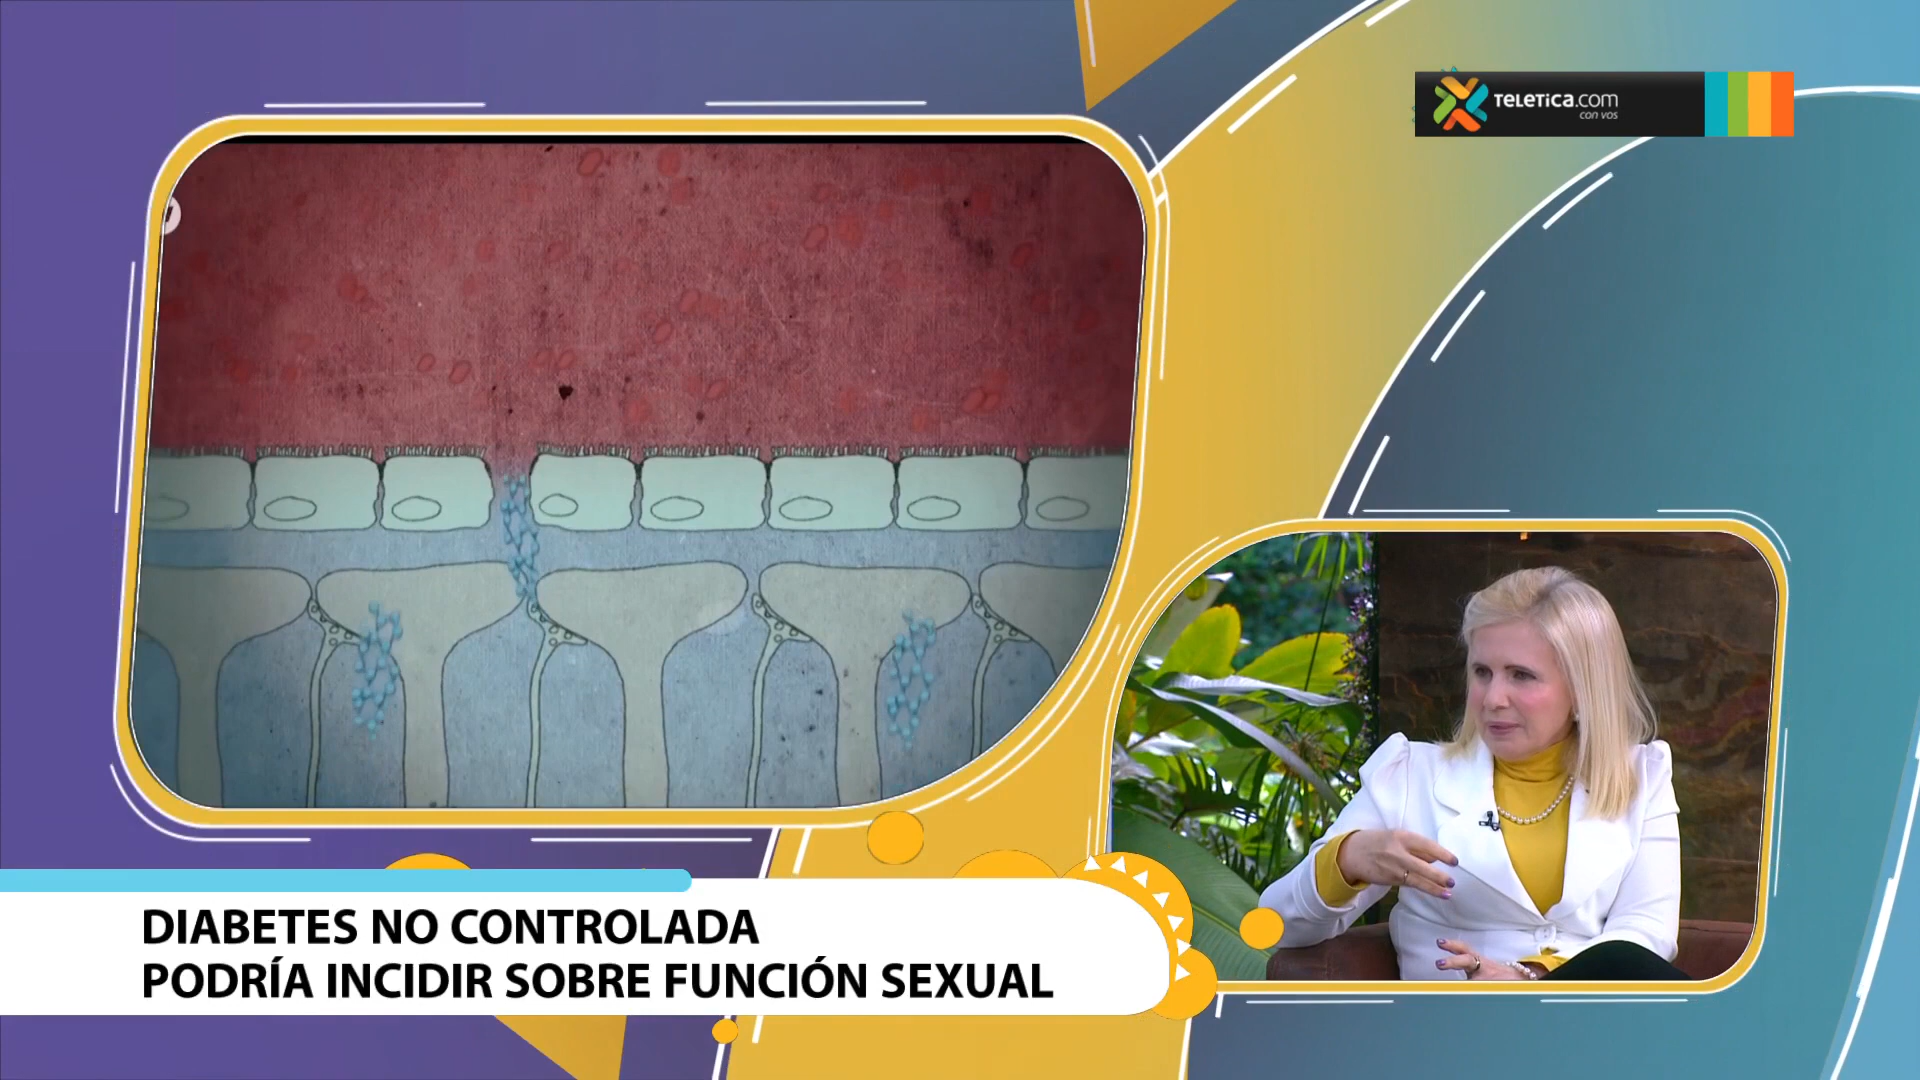 TELETICA.COM
con vos
DIABETES NO CONTROLADA
PODRÍA INCIDIR SOBRE FUNCIÓN SEXUAL